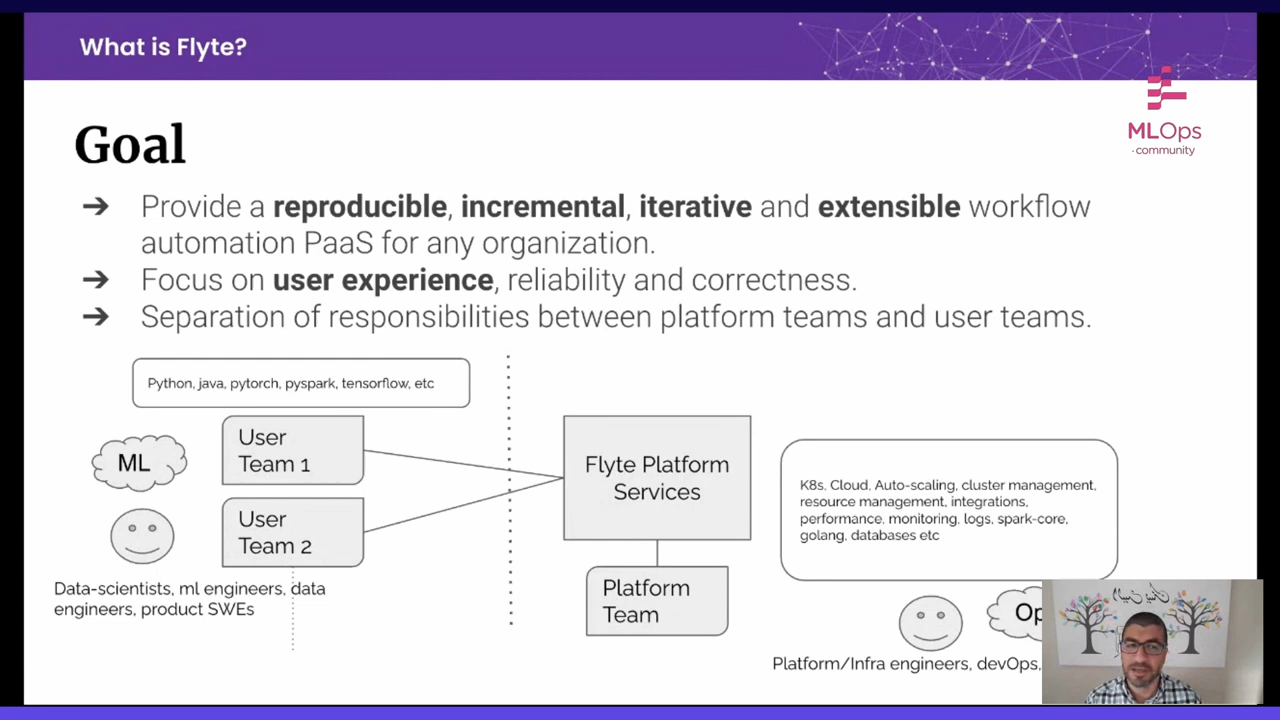 What is Flyte?
MLOps
community
Goal
➔ Provide a reproducible, incremental, iterative and extensible workflow
automation PaaS for any organization.
➔ Focus on user experience, reliability and correctness.
➔ Separation of responsibilities between platform teams and user teams.
Python, java, pytorch, pyspark, tensorflow, etc
ML
User
Team 1
User
Team 2
Data-scientists, ml engineers, data
engineers, product SWEs
Flyte Platform
Services
Platform
Team
K8s, Cloud, Auto-scaling, cluster management,
resource management, integrations,
performance, monitoring, logs, spark-core,
golang, databases etc
Op
Platform/Infra engineers, devOps,